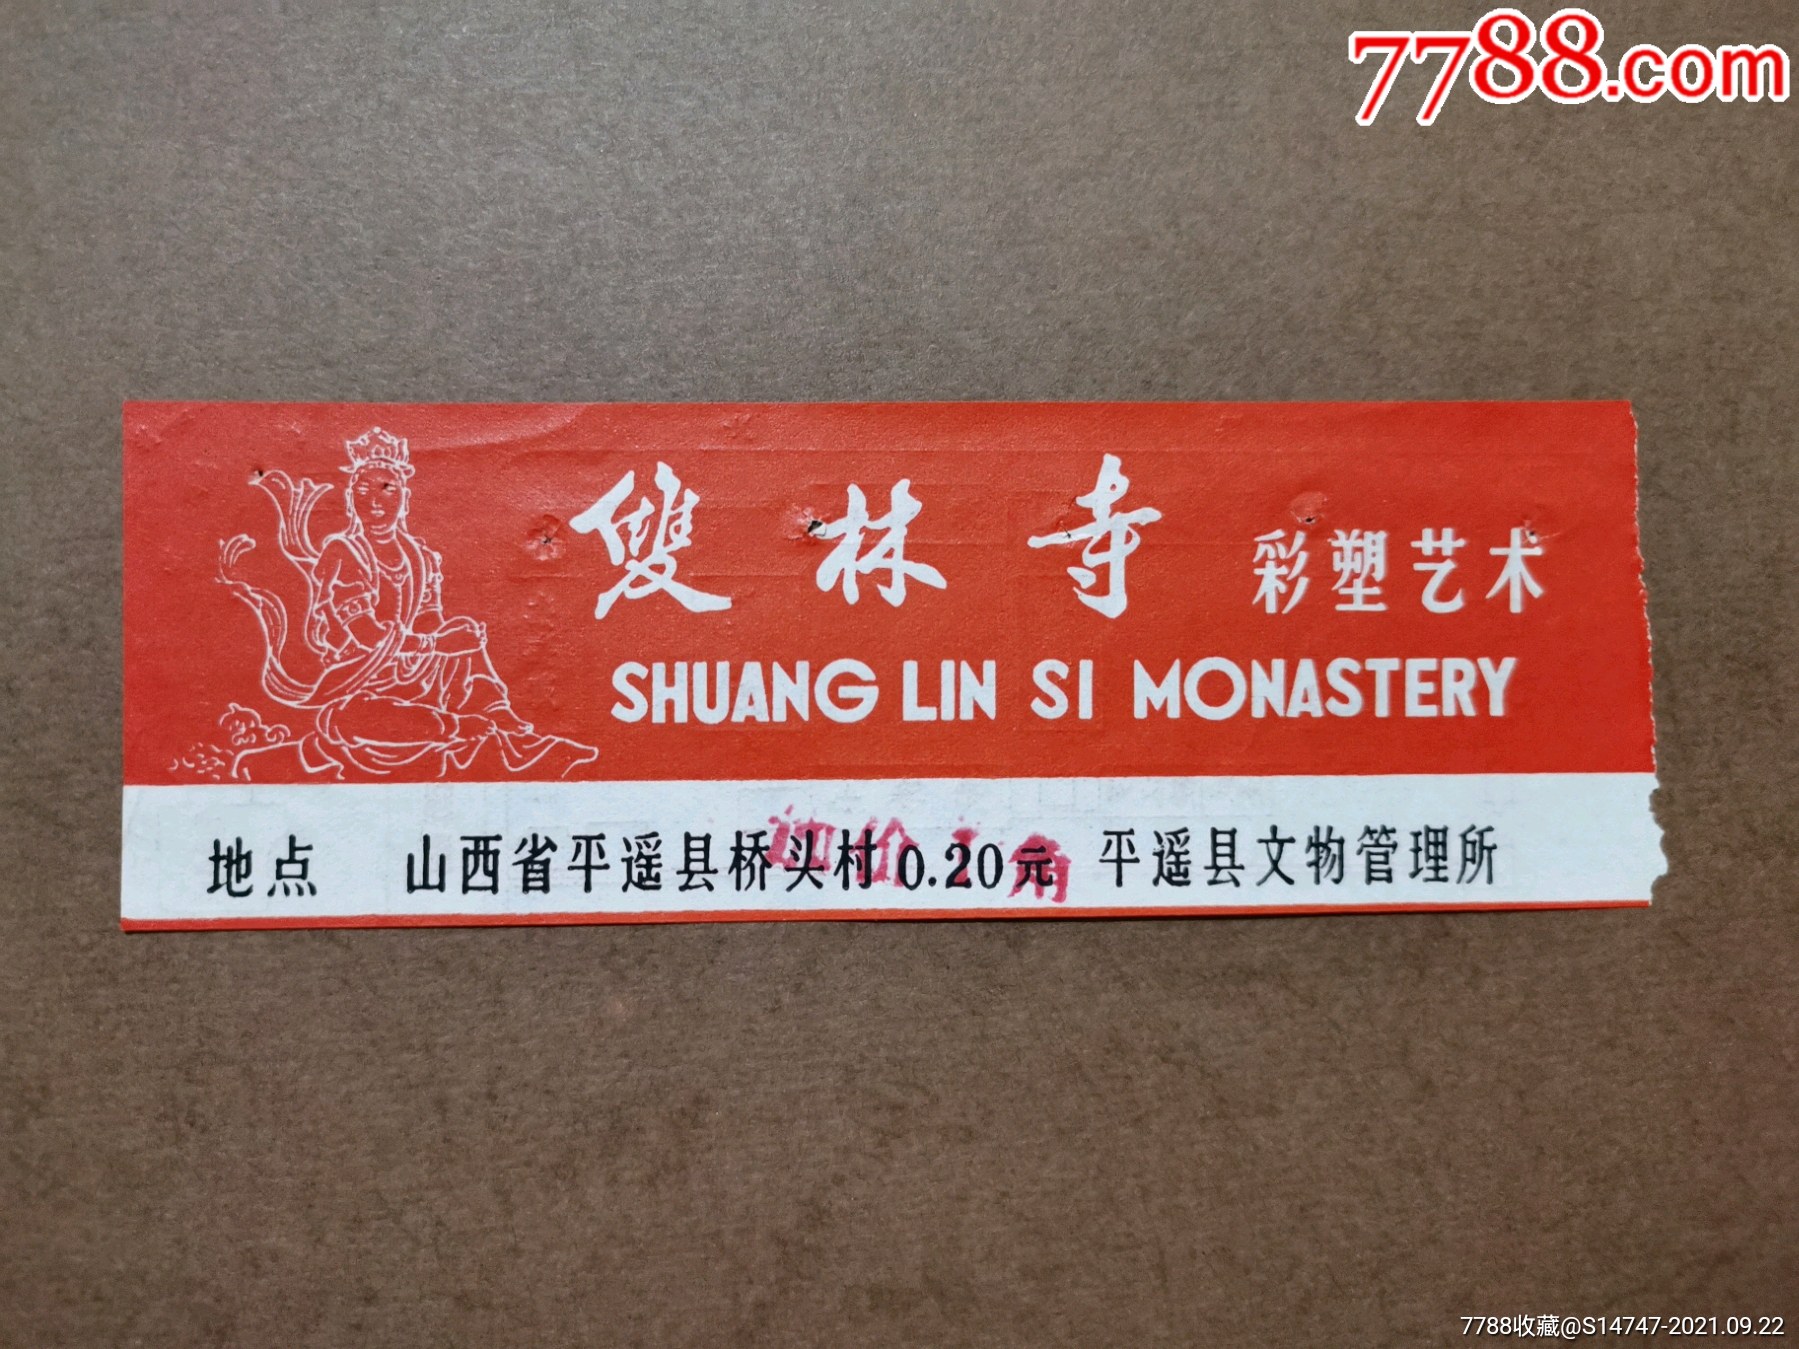 7788.com
雙林寺 彩塑艺术
SHUANG LIN SI MONASTERY
地点 山西省平遥县桥头村 0.20元 平遥县文物管理所
7788收藏@S14747-2021.09.22